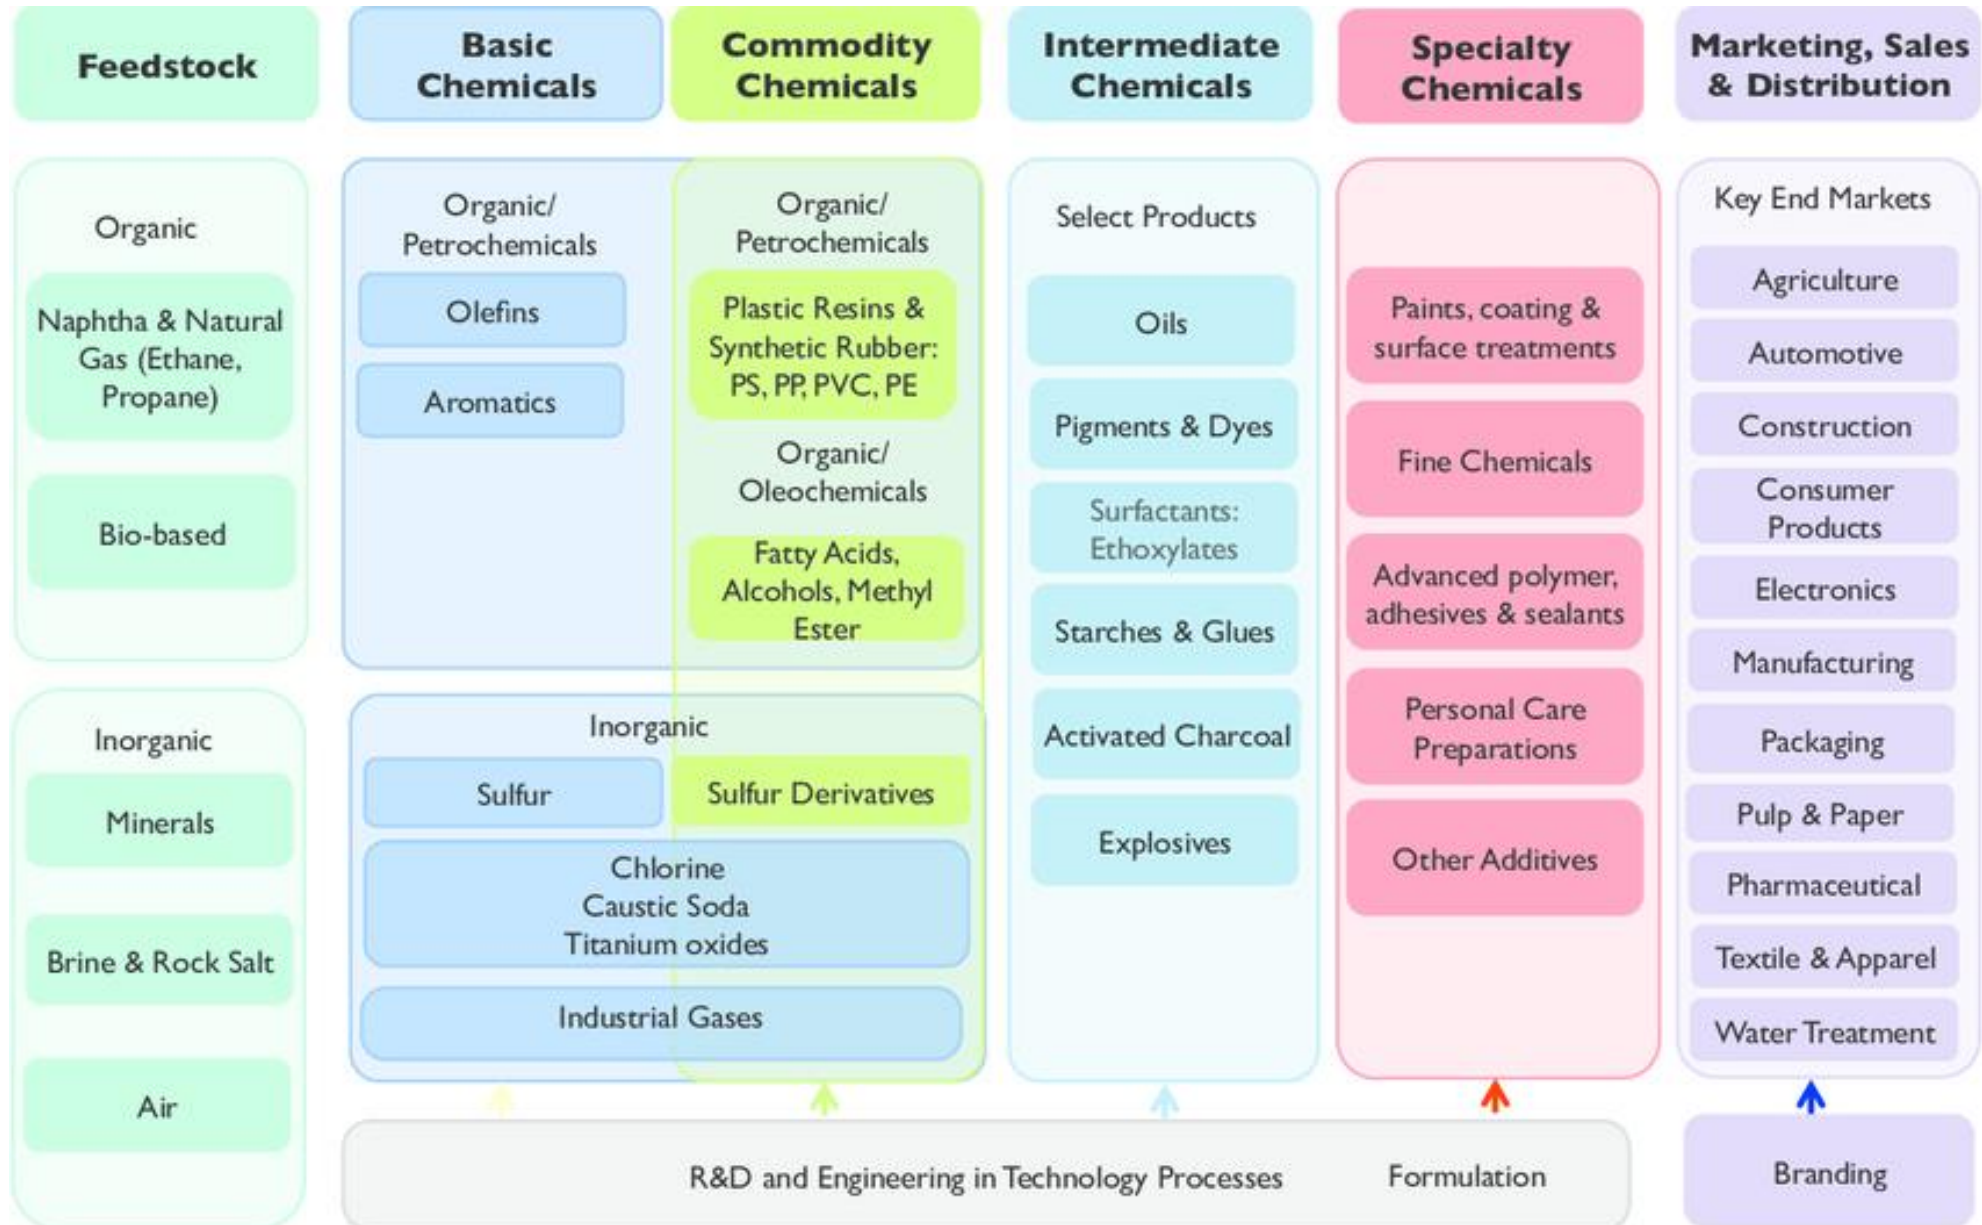 Feedstock
Basic
Chemicals
Commodity
Chemicals
Intermediate
Chemicals
Specialty
Chemicals
Marketing, Sales
& Distribution
Organic
Naphtha & Natural
Gas (Ethane,
Propane)
Bio-based
Inorganic
Minerals
Brine & Rock Salt
Air
Organic/
Petrochemicals
Olefins
Aromatics
Organic/
Petrochemicals
Plastic Resins &
Synthetic Rubber:
PS, PP, PVC, PE
Organic/
Oleochemicals
Fatty Acids,
Alcohols, Methyl
Ester
Inorganic
Sulfur
Sulfur Derivatives
Chlorine
Caustic Soda
Titanium oxides
Industrial Gases
Select Products
Oils
Pigments & Dyes
Surfactants:
Ethoxylates
Starches & Glues
Activated Charcoal
Explosives
Paints, coating &
surface treatments
Fine Chemicals
Advanced polymer,
adhesives & sealants
Personal Care
Preparations
Other Additives
Key End Markets
Agriculture
Automotive
Construction
Consumer
Products
Electronics
Manufacturing
Packaging
Pulp & Paper
Pharmaceutical
Textile & Apparel
Water Treatment
R&D and Engineering in Technology Processes
Formulation
Branding